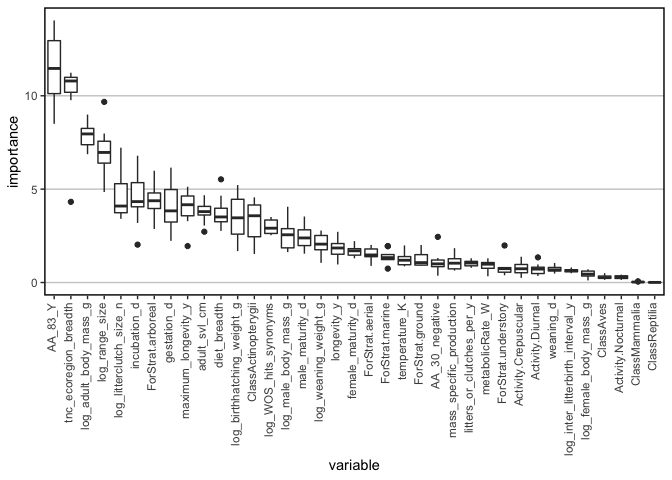 importance
10
5
0
AA_83_Y
tnc_ecoregion_breadth
log_adult_body_mass_g
log_range_size
log_litterclutch_size_n
incubation_d
ForStrat.arboreal
gestation_d
maximum_longevity_y
adult_svl_cm
diet_breadth
log_birthhatching_weight_g
ClassActinopterygii
log_WOS_hits_synonyms
log_male_body_mass_g
male_maturity_d
log_weaning_weight_g
longevity_y
female_maturity_d
ForStrat.aerial
ForStrat.marine
temperature_K
ForStrat.ground
AA_30_negative
mass_specific_production
litters_or_clutches_per_y
metabolicRate_W
ForStrat.understory
Activity.Crepuscular
Activity.Diurnal
weaning_d
log_inter_litterbirth_interval_y
log_female_body_mass_g
ClassAves
Activity.Nocturnal
ClassMammalia
ClassReptilia
variable